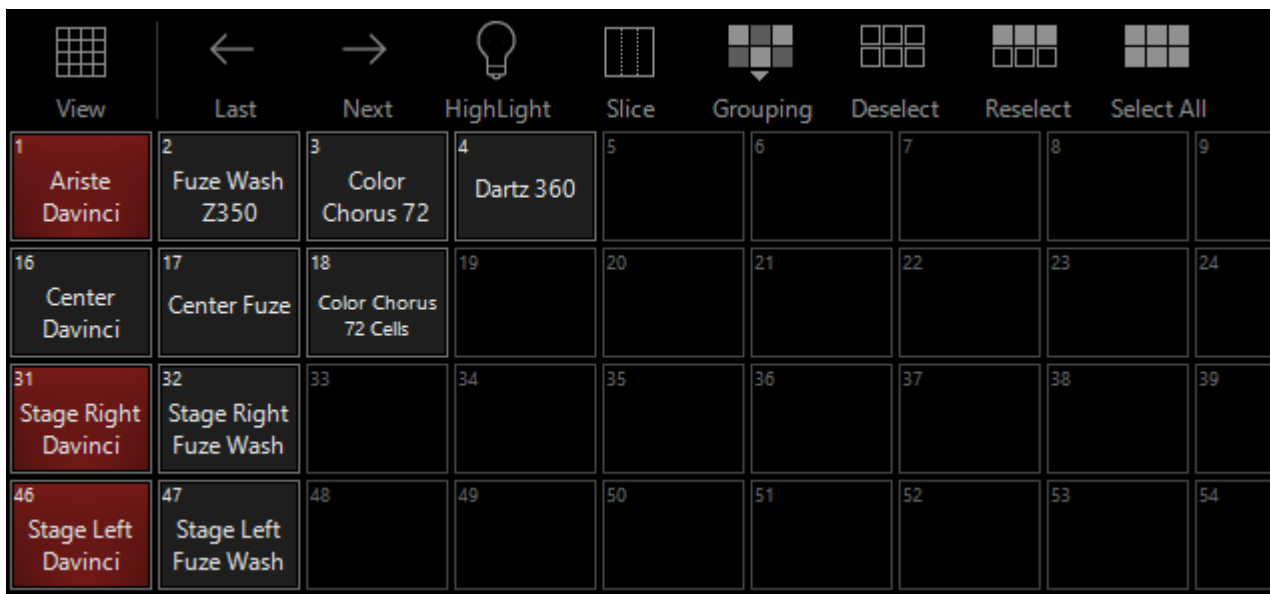 View Last Next HighLight Slice Grouping Deselect Reselect Select All
1 2 3 4 5 6 7 8 9
Ariste Fuze Wash Color Dartz 360
Davinci Z350 Chorus 72
16 17 18 19 20 21 22 23 24
Center Center Fuze Color Chorus
Davinci 72 Cells
31 32 33 34 35 36 37 38 39
Stage Right Stage Right
Davinci Fuze Wash
46 47 48 49 50 51 52 53 54
Stage Left Stage Left
Davinci Fuze Wash